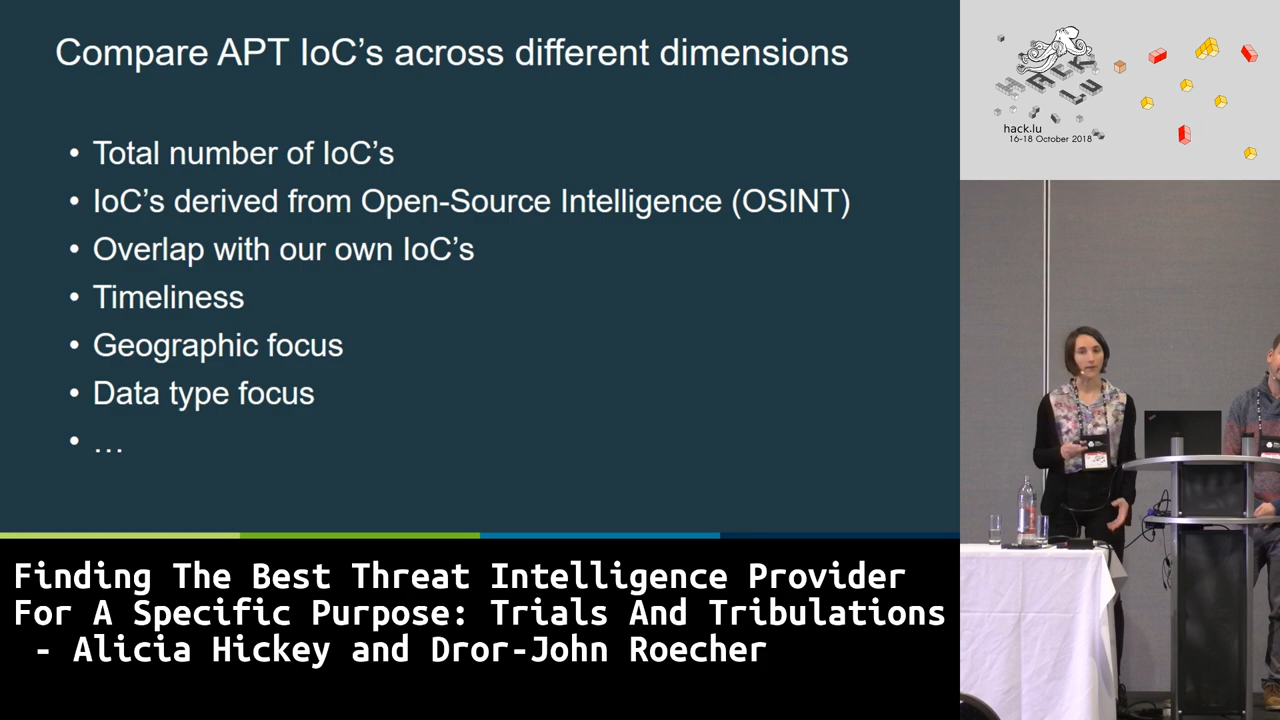 Compare APT IoC's across different dimensions
• Total number of IoC's
• IoC's derived from Open-Source Intelligence (OSINT)
• Overlap with our own IoC's
• Timeliness
• Geographic focus
• Data type focus
• …
HACK
LU
hack.lu
16-18 October 2018
Finding The Best Threat Intelligence Provider
For A Specific Purpose: Trials And Tribulations
- Alicia Hickey and Dror-John Roecher